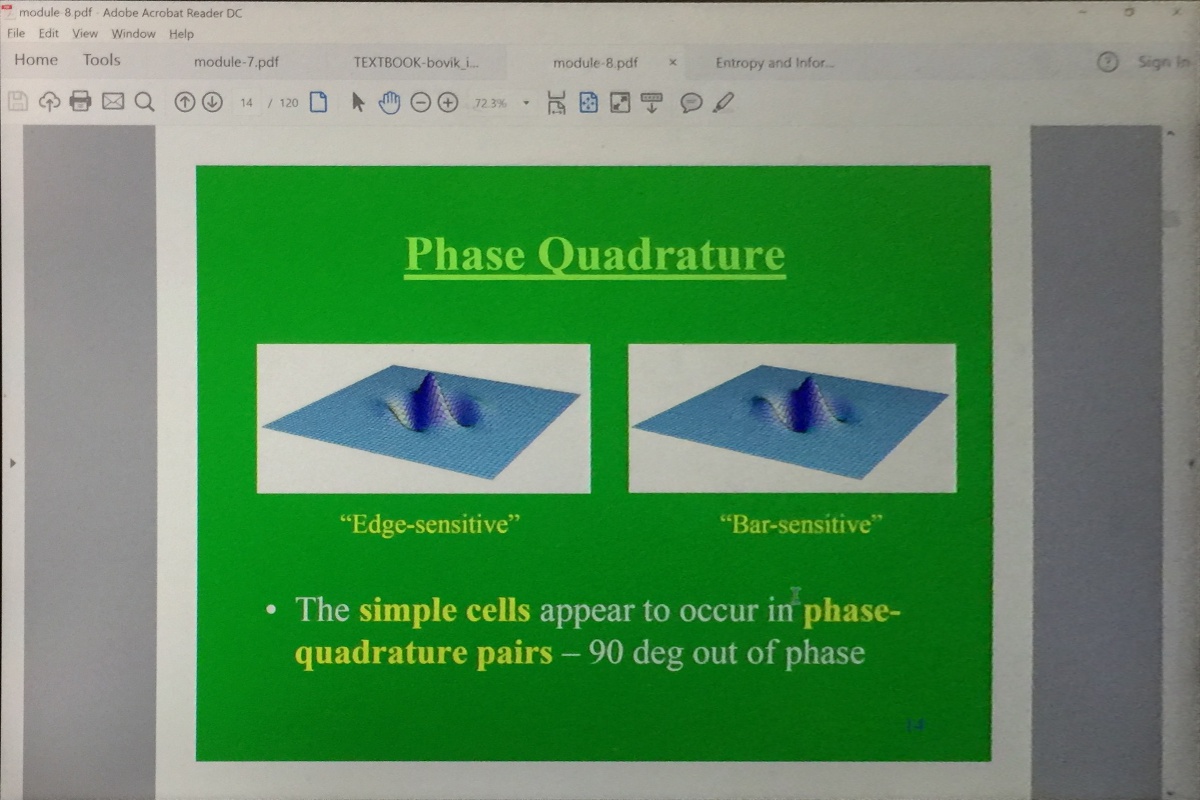 module-8.pdf - Adobe Acrobat Reader DC
File Edit View Window Help
Home Tools module-7.pdf TEXTBOOK-bovik_i... module-8.pdf × Entropy and Infor... ? Sign In
14 / 120 72.3%
Phase Quadrature
“Edge-sensitive” “Bar-sensitive”
• The simple cells appear to occur in phase-
quadrature pairs – 90 deg out of phase
14